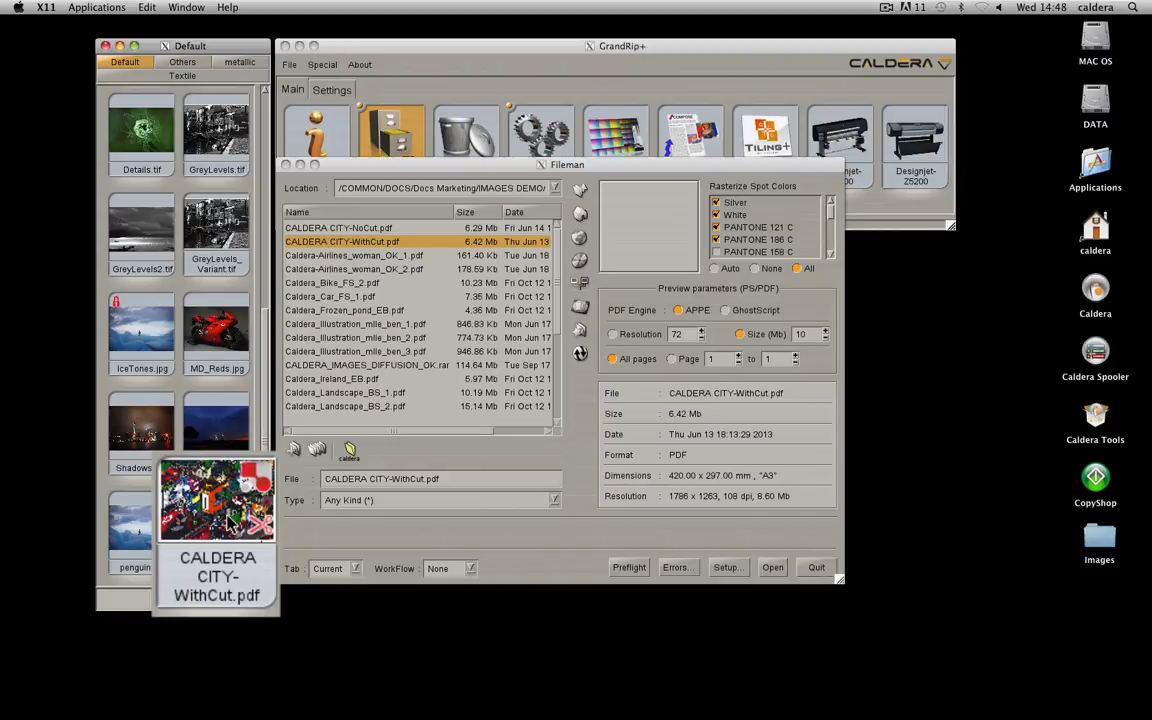 X11 Applications Edit Window Help
11 Wed 14:48 caldera
Default
Default Others metallic
Textile
Details.tif GreyLevels.tif
GreyLevels2.tif GreyLevels_
Variant.tif
IceTones.jpg MD_Reds.jpg
Shadows
penguin
CALDERA
CITY-
WithCut.pdf
GrandRip+
File Special About
CALDERA
Main Settings
COMPOSE
TILING+
Designjet-
Z5200
Fileman
Location : /COMMON/DOCS/Docs Marketing/IMAGES DEMO/
Name Size Date
CALDERA CITY-NoCut.pdf 6.29 Mb Fri Jun 14 1
CALDERA CITY-WithCut.pdf 6.42 Mb Thu Jun 13
Caldera-Airlines_woman_OK_1.pdf 161.40 Kb Tue Jun 18
Caldera-Airlines_woman_OK_2.pdf 178.59 Kb Tue Jun 18
Caldera_Bike_FS_2.pdf 10.23 Mb Fri Oct 12 1
Caldera_Car_FS_1.pdf 7.35 Mb Fri Oct 12 1
Caldera_Frozen_pond_EB.pdf 4.36 Mb Fri Oct 12 1
Caldera_Illustration_mlle_ben_1.pdf 846.83 Kb Mon Jun 17
Caldera_Illustration_mlle_ben_2.pdf 774.73 Kb Mon Jun 17
Caldera_Illustration_mlle_ben_3.pdf 946.86 Kb Mon Jun 17
CALDERA_IMAGES_DIFFUSION_OK.rar 114.64 Mb Tue Sep 17
Caldera_Ireland_EB.pdf 5.97 Mb Fri Oct 12 1
Caldera_Landscape_BS_1.pdf 10.19 Mb Fri Oct 12 1
Caldera_Landscape_BS_2.pdf 15.14 Mb Fri Oct 12 1
caldera
File : CALDERA CITY-WithCut.pdf
Type : Any Kind (*)
Tab : Current WorkFlow : None
Rasterize Spot Colors
Silver
White
PANTONE 121 C
PANTONE 186 C
PANTONE 158 C
Auto None All
Preview parameters (PS/PDF)
PDF Engine : APPE GhostScript
Resolution 72 Size (Mb) 10
All pages Page 1 to 1
File : CALDERA CITY-WithCut.pdf
Size : 6.42 Mb
Date : Thu Jun 13 18:13:29 2013
Format : PDF
Dimensions : 420.00 x 297.00 mm , "A3"
Resolution : 1786 x 1263, 108 dpi, 8.60 Mb
Preflight Errors... Setup... Open Quit
MAC OS
DATA
Applications
caldera
Caldera
Caldera Spooler
Caldera Tools
CopyShop
Images